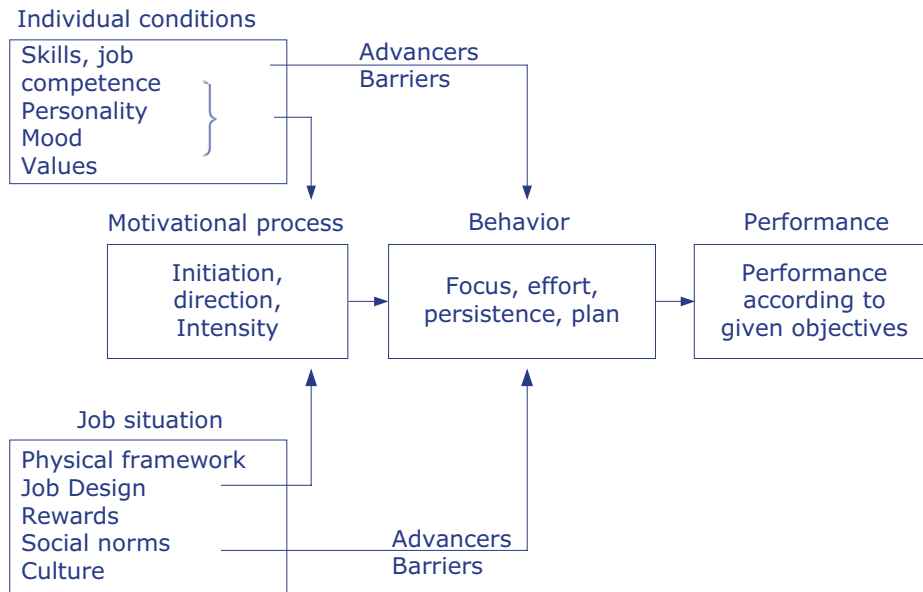 Individual conditions
Skills, job
competence
Personality
Mood
Values
Advancers
Barriers
Motivational process
Initiation,
direction,
Intensity
Behavior
Focus, effort,
persistence, plan
Performance
Performance
according to
given objectives
Job situation
Physical framework
Job Design
Rewards
Social norms
Culture
Advancers
Barriers